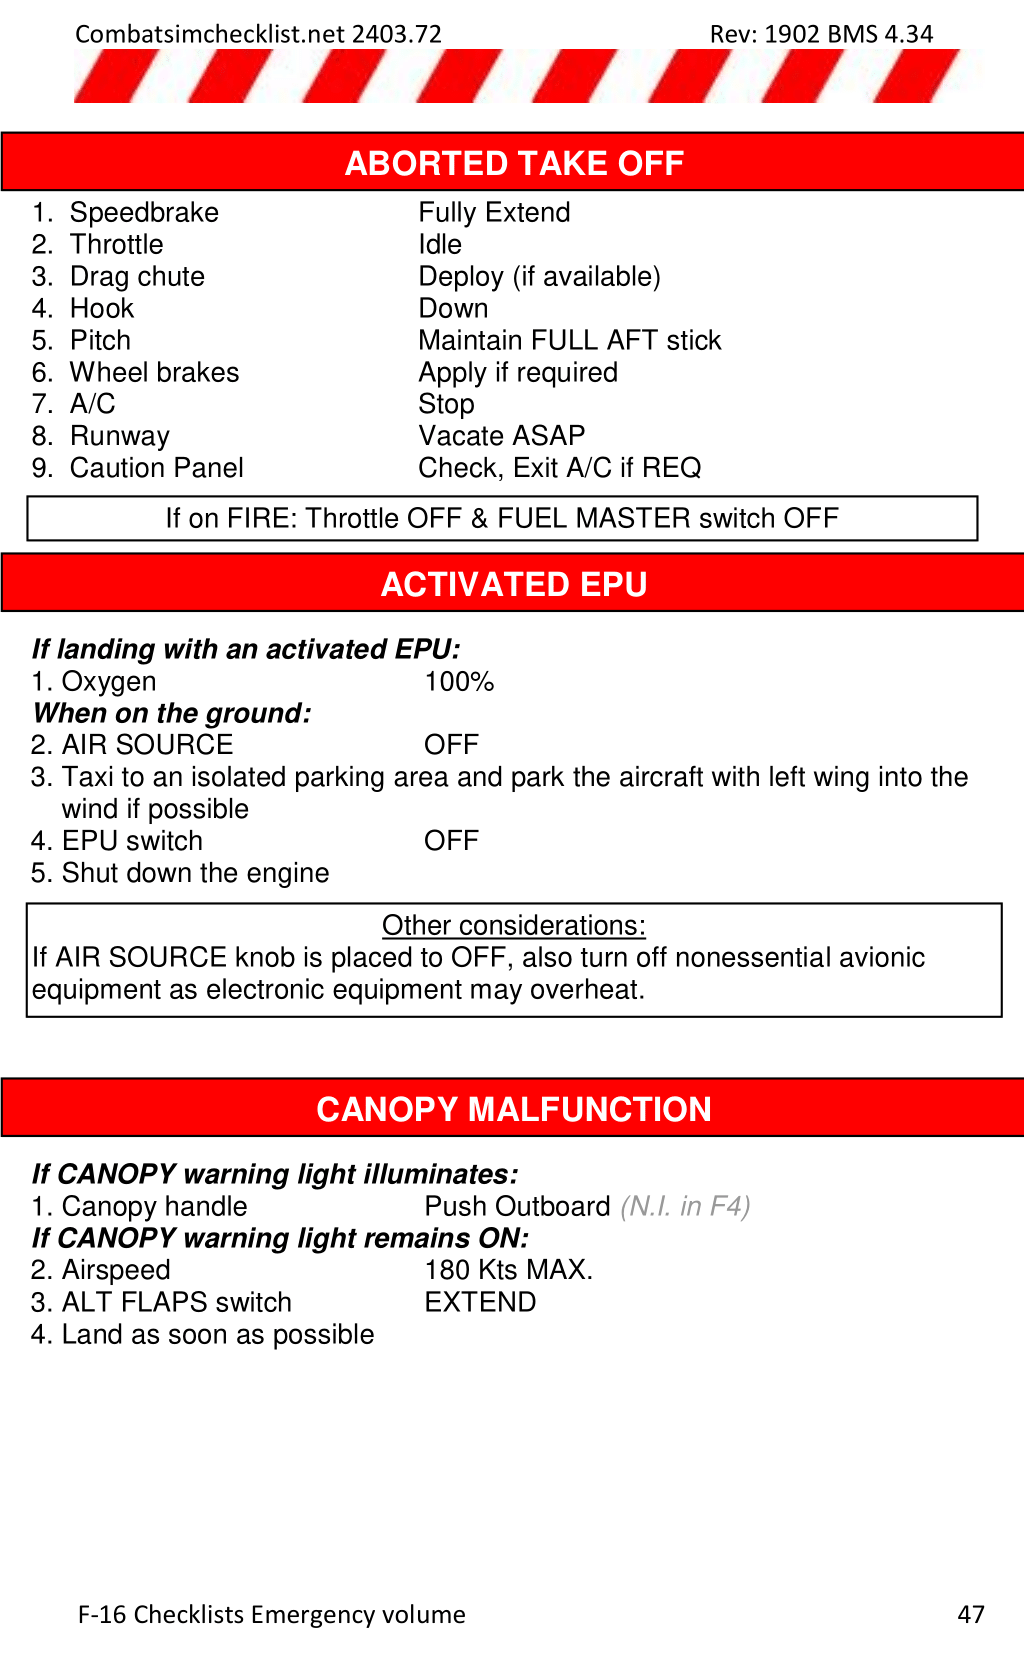 Combatsimchecklist.net 2403.72 Rev: 1902 BMS 4.34
ABORTED TAKE OFF
1. Speedbrake Fully Extend
2. Throttle Idle
3. Drag chute Deploy (if available)
4. Hook Down
5. Pitch Maintain FULL AFT stick
6. Wheel brakes Apply if required
7. A/C Stop
8. Runway Vacate ASAP
9. Caution Panel Check, Exit A/C if REQ
If on FIRE: Throttle OFF & FUEL MASTER switch OFF
ACTIVATED EPU
If landing with an activated EPU:
1. Oxygen 100%
When on the ground:
2. AIR SOURCE OFF
3. Taxi to an isolated parking area and park the aircraft with left wing into the
wind if possible
4. EPU switch OFF
5. Shut down the engine
Other considerations:
If AIR SOURCE knob is placed to OFF, also turn off nonessential avionic
equipment as electronic equipment may overheat.
CANOPY MALFUNCTION
If CANOPY warning light illuminates:
1. Canopy handle Push Outboard (N.I. in F4)
If CANOPY warning light remains ON:
2. Airspeed 180 Kts MAX.
3. ALT FLAPS switch EXTEND
4. Land as soon as possible
F-16 Checklists Emergency volume 47